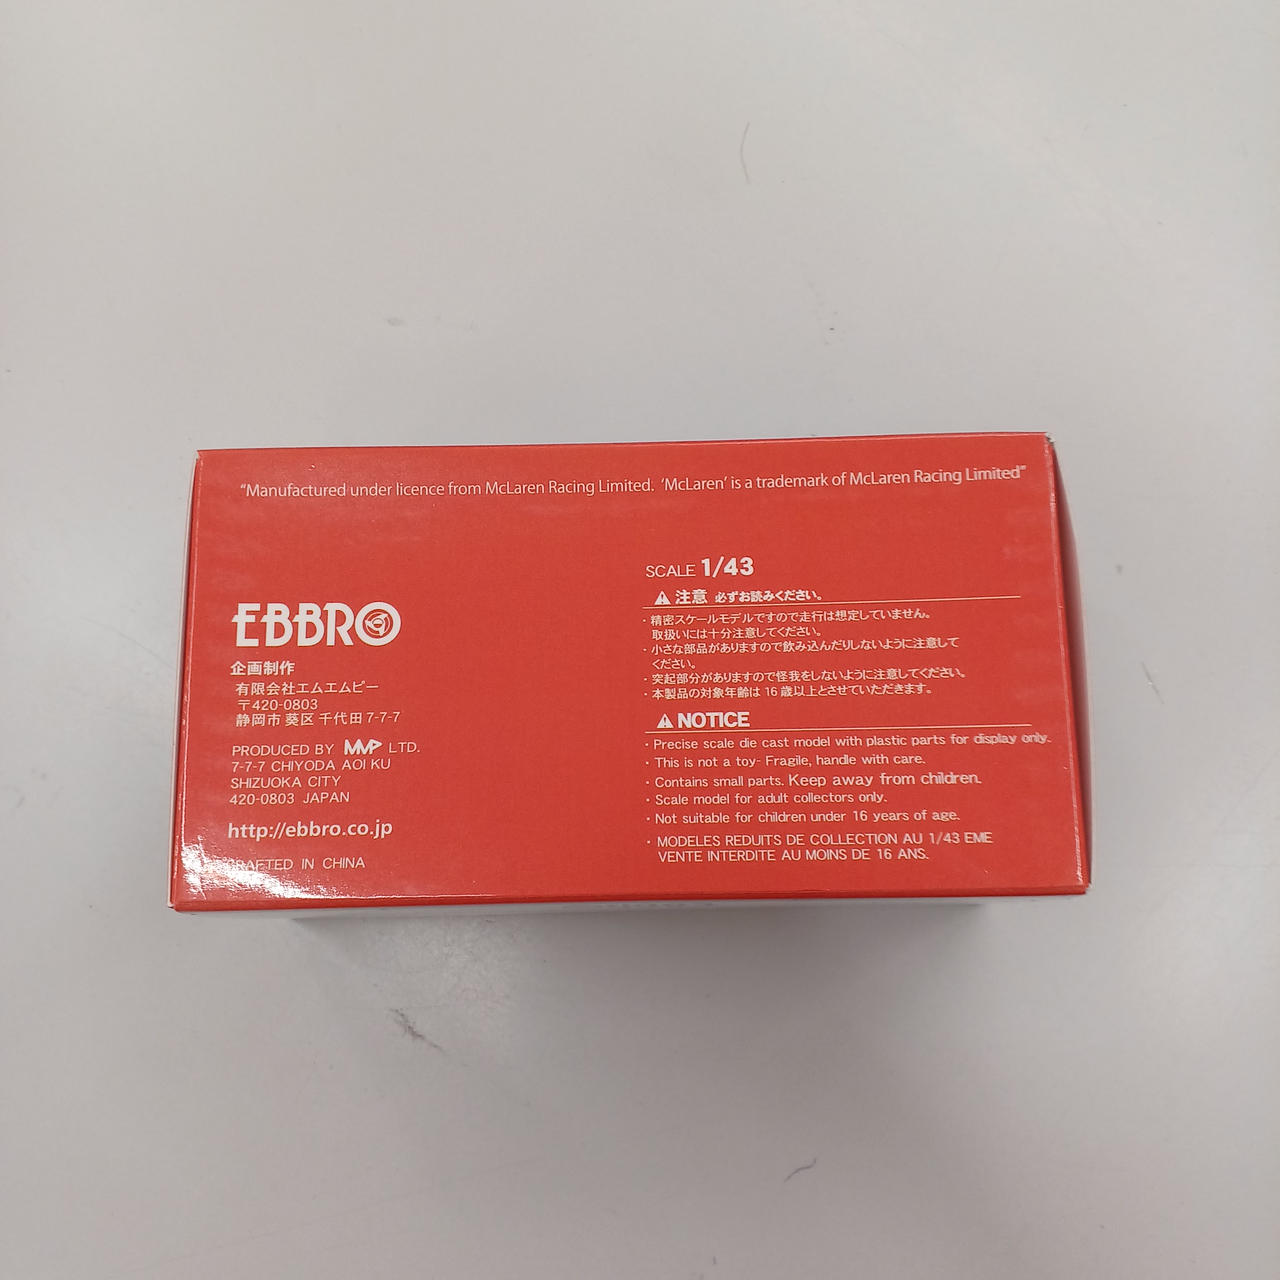 “Manufactured under licence from McLaren Racing Limited. ‘McLaren’ is a trademark of McLaren Racing Limited”
EBBRO
企画制作
有限会社エムエムピー
〒420-0803
静岡市 葵区 千代田 7-7-7
PRODUCED BY MMP LTD.
7-7-7 CHIYODA AOI KU
SHIZUOKA CITY
420-0803 JAPAN
http://ebbro.co.jp
CRAFTED IN CHINA
SCALE 1/43
⚠ 注意 必ずお読みください。
・精密スケールモデルですので走行は想定していません。
取扱いには十分注意してください。
・小さな部品がありますので飲み込んだりしないように注意して
ください。
・突起部分がありますので怪我をしないように注意してください。
・本製品の対象年齢は 16 歳以上とさせていただきます。
⚠ NOTICE
・Precise scale die cast model with plastic parts for display only.
・This is not a toy- Fragile, handle with care.
・Contains small parts. Keep away from children.
・Scale model for adult collectors only.
・Not suitable for children under 16 years of age.
・MODELES REDUITS DE COLLECTION AU 1/43 EME
VENTE INTERDITE AU MOINS DE 16 ANS.